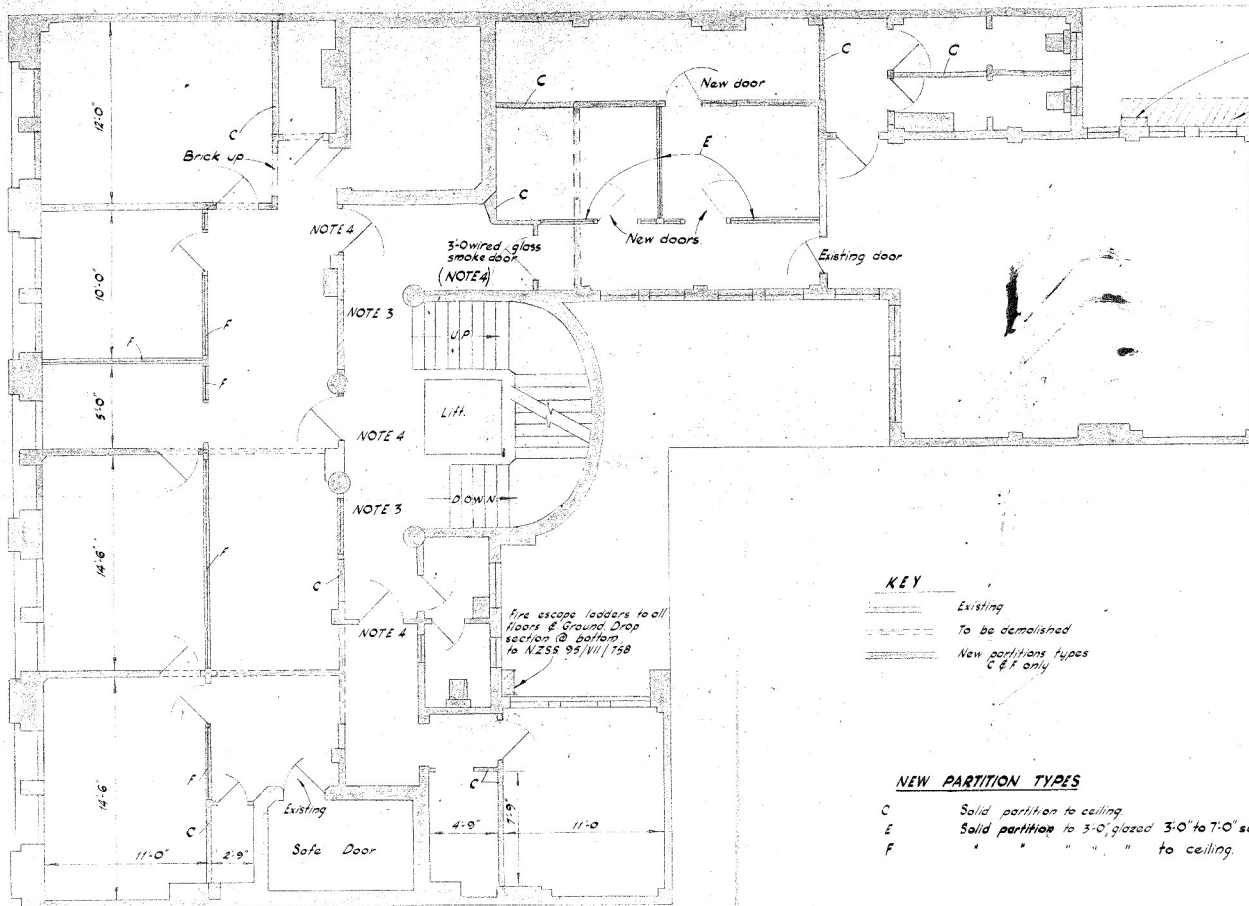 C
C
C
C
New door
12'-0"
C
E
Brick up
C
NOTE 4
3'-0 wired glass
smoke door
(NOTE 4)
New doors.
Existing door
10'-0"
F
NOTE 3
UP
F
F
5'-0"
Lift.
NOTE 4
DOWN
NOTE 3
14'-6"
F
C
NOTE 4
Fire escape ladders to all
floors & Ground. Drop
section @ bottom
to N.Z.S.S. 95/VII/758
KEY
Existing
To be demolished
New partitions types
C & F only
F
14'-6"
Existing
C
C
4'-9"
7'-9"
11'-0
11'-0"
2'-9"
Safe Door
NEW PARTITION TYPES
C Solid partition to ceiling.
E Solid partition to 3'-0", glazed 3'-0" to 7'-0"
F " " " " " to ceiling.